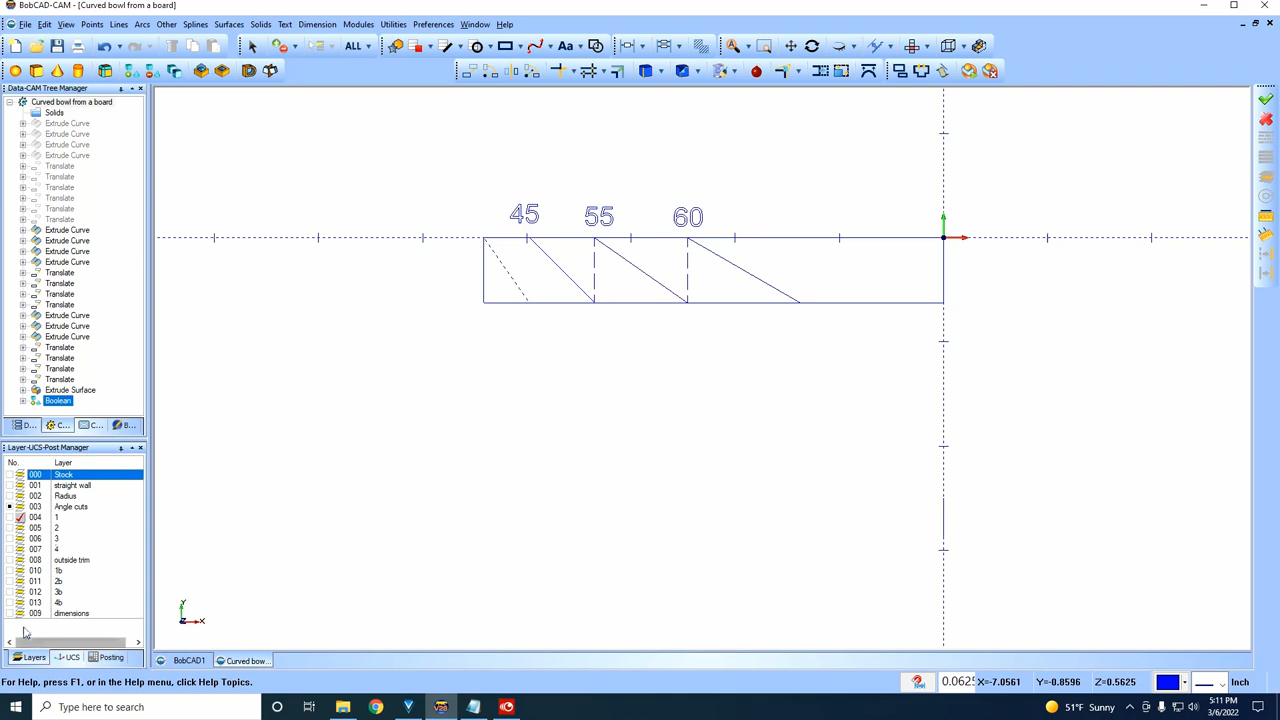 BobCAD-CAM - [Curved bowl from a board]
File Edit View Points Lines Arcs Other Splines Surfaces Solids Text Dimension Modules Utilities Preferences Window Help
ALL
Aa
Data-CAM Tree Manager
Curved bowl from a board
Solids
Extrude Curve
Extrude Curve
Extrude Curve
Extrude Curve
Translate
Translate
Translate
Translate
Translate
Translate
Extrude Curve
Extrude Curve
Extrude Curve
Extrude Curve
Translate
Translate
Translate
Translate
Extrude Curve
Extrude Curve
Extrude Curve
Translate
Translate
Translate
Translate
Extrude Surface
Boolean
D... C... C... B...
45 55 60
Layer-UCS-Post Manager
No. Layer
000 Stock
001 straight wall
002 Radius
003 Angle cuts
004 1
005 2
006 3
007 4
008 outside trim
010 1b
011 2b
012 3b
013 4b
009 dimensions
Layers UCS Posting
Y
X
BobCAD1 Curved bow...
For Help, press F1, or in the Help menu, click Help Topics.
0.0625 X=-7.0561 Y=-0.8596 Z=0.5625 Inch
Type here to search
V28
51°F Sunny
5:11 PM
3/6/2022